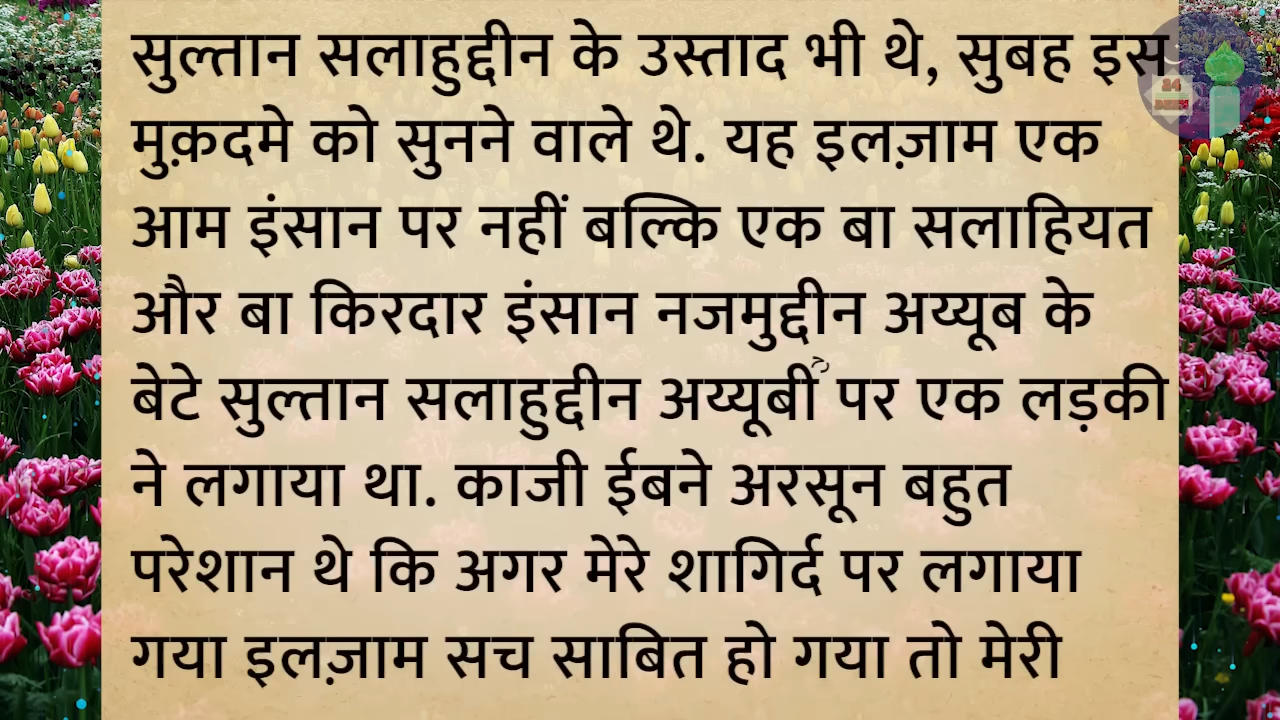 सुल्तान सलाहुद्दीन के उस्ताद भी थे, सुबह इस
मुक़दमे को सुनने वाले थे. यह इलज़ाम एक
आम इंसान पर नहीं बल्कि एक बा सलाहियत
और बा किरदार इंसान नजमुद्दीन अय्यूब के
बेटे सुल्तान सलाहुद्दीन अय्यूबीؒ पर एक लड़की
ने लगाया था. काजी ईबने अरसून बहुत
परेशान थे कि अगर मेरे शागिर्द पर लगाया
गया इलज़ाम सच साबित हो गया तो मेरी
24